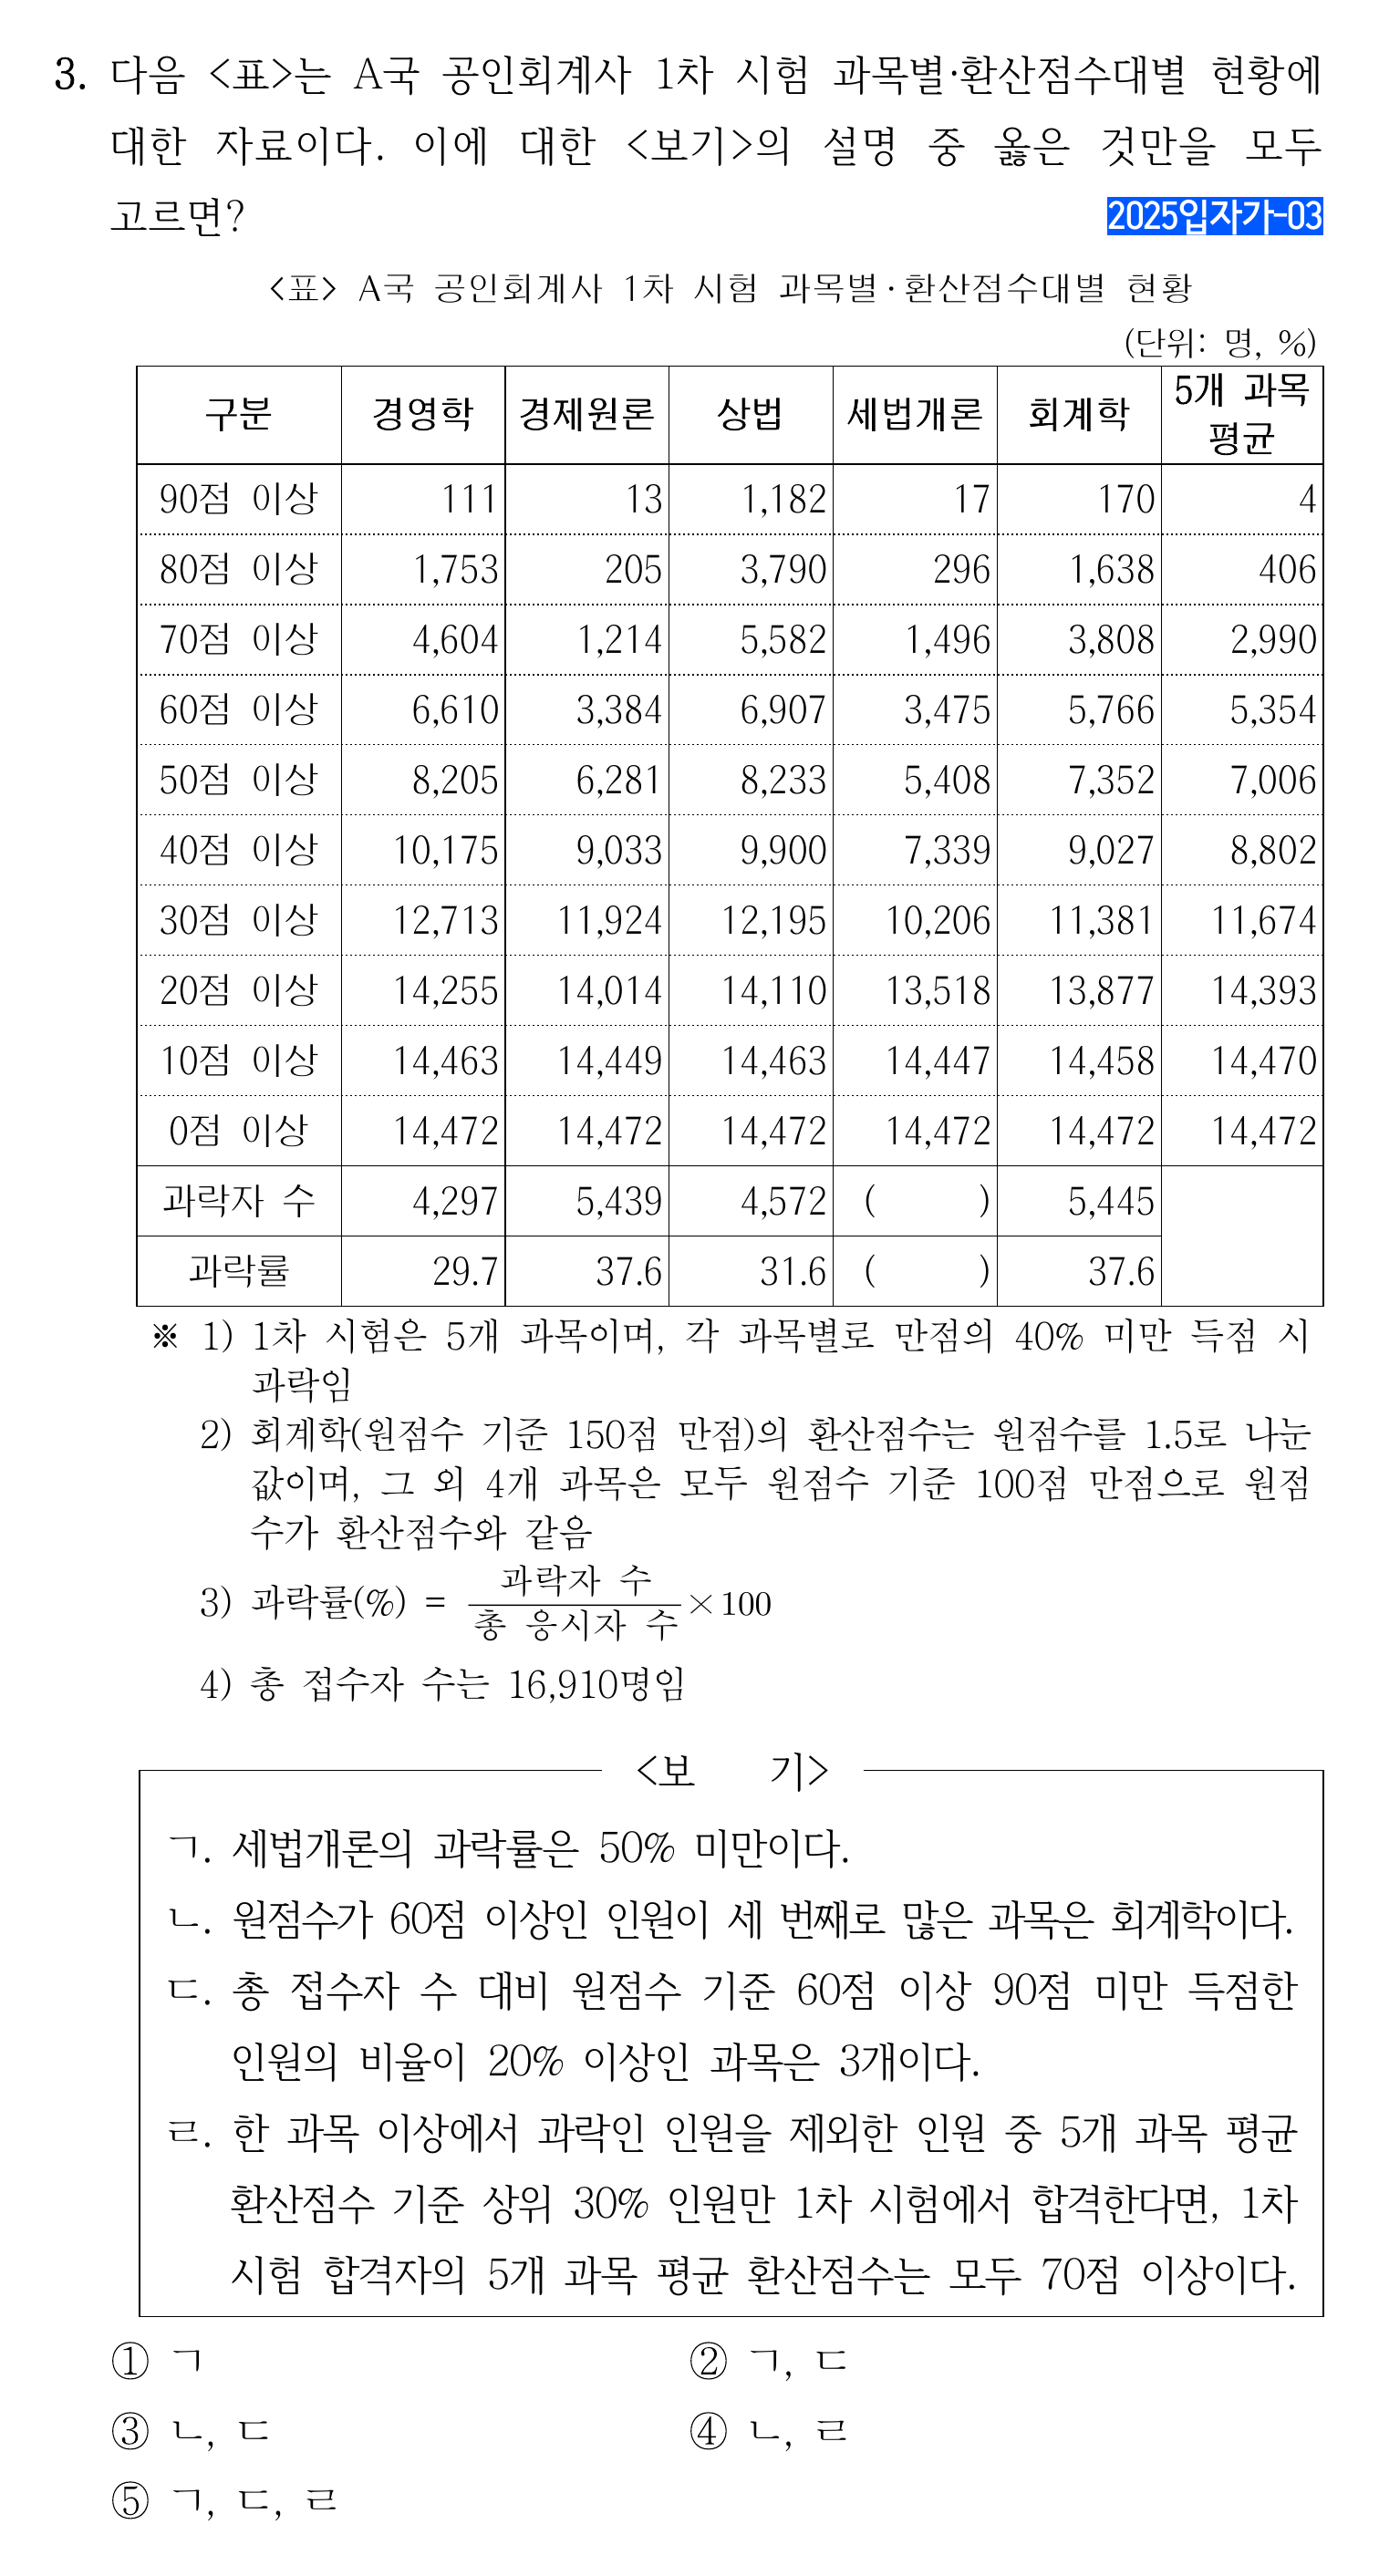 3. 다음 <표>는 A국 공인회계사 1차 시험 과목별·환산점수대별 현황에
대한 자료이다. 이에 대한 <보기>의 설명 중 옳은 것만을 모두
고르면? 2025입자가-03
<표> A국 공인회계사 1차 시험 과목별·환산점수대별 현황
(단위: 명, %)
구분 경영학 경제원론 상법 세법개론 회계학 5개 과목 평균
90점 이상 111 13 1,182 17 170 4
80점 이상 1,753 205 3,790 296 1,638 406
70점 이상 4,604 1,214 5,582 1,496 3,808 2,990
60점 이상 6,610 3,384 6,907 3,475 5,766 5,354
50점 이상 8,205 6,281 8,233 5,408 7,352 7,006
40점 이상 10,175 9,033 9,900 7,339 9,027 8,802
30점 이상 12,713 11,924 12,195 10,206 11,381 11,674
20점 이상 14,255 14,014 14,110 13,518 13,877 14,393
10점 이상 14,463 14,449 14,463 14,447 14,458 14,470
0점 이상 14,472 14,472 14,472 14,472 14,472 14,472
과락자 수 4,297 5,439 4,572 ( ) 5,445
과락률 29.7 37.6 31.6 ( ) 37.6
※ 1) 1차 시험은 5개 과목이며, 각 과목별로 만점의 40% 미만 득점 시
과락임
2) 회계학(원점수 기준 150점 만점)의 환산점수는 원점수를 1.5로 나눈
값이며, 그 외 4개 과목은 모두 원점수 기준 100점 만점으로 원점
수가 환산점수와 같음
3) 과락률(%) = 과락자 수 / 총 응시자 수 ×100
4) 총 접수자 수는 16,910명임
<보 기>
ㄱ. 세법개론의 과락률은 50% 미만이다.
ㄴ. 원점수가 60점 이상인 인원이 세 번째로 많은 과목은 회계학이다.
ㄷ. 총 접수자 수 대비 원점수 기준 60점 이상 90점 미만 득점한
인원의 비율이 20% 이상인 과목은 3개이다.
ㄹ. 한 과목 이상에서 과락인 인원을 제외한 인원 중 5개 과목 평균
환산점수 기준 상위 30% 인원만 1차 시험에서 합격한다면, 1차
시험 합격자의 5개 과목 평균 환산점수는 모두 70점 이상이다.
① ㄱ ② ㄱ, ㄷ
③ ㄴ, ㄷ ④ ㄴ, ㄹ
⑤ ㄱ, ㄷ, ㄹ